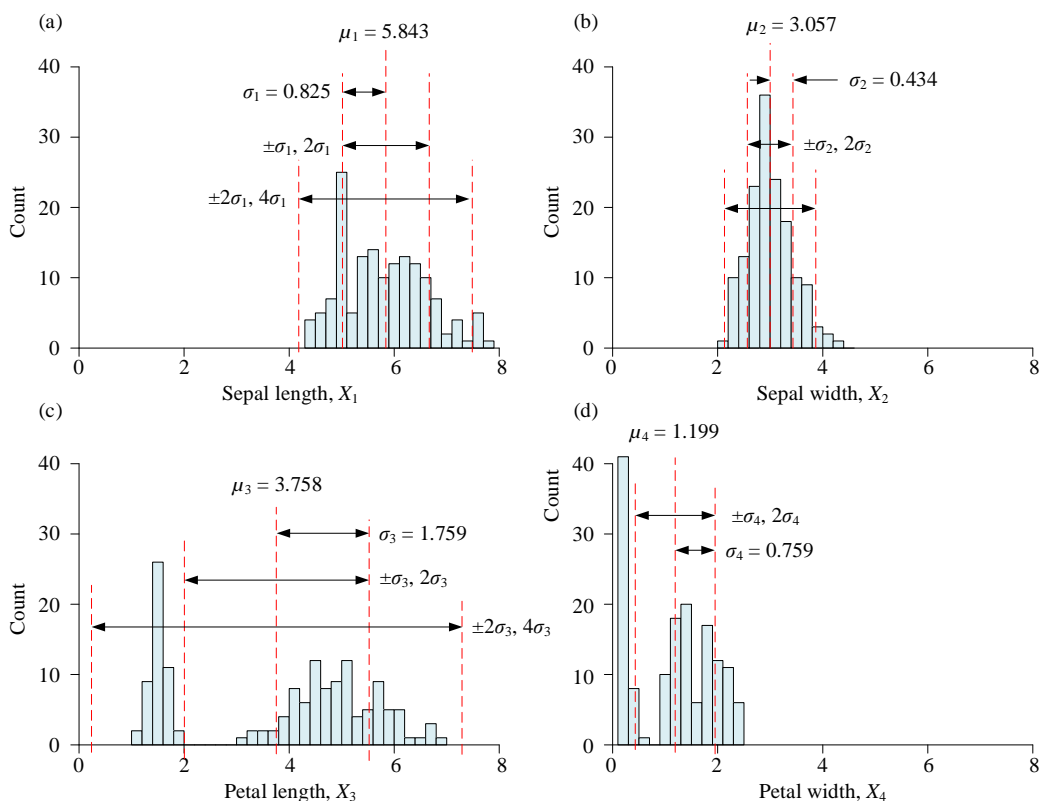 (a)
μ1 = 5.843
40
σ1 = 0.825
30
±σ1, 2σ1
±2σ1, 4σ1
20
10
0
Count
0 2 4 6 8
Sepal length, X1
(b)
μ2 = 3.057
40
σ2 = 0.434
30
±σ2, 2σ2
20
10
0
Count
0 2 4 6 8
Sepal width, X2
(c)
40
μ3 = 3.758
30
σ3 = 1.759
±σ3, 2σ3
20
±2σ3, 4σ3
10
0
Count
0 2 4 6 8
Petal length, X3
(d)
μ4 = 1.199
40
±σ4, 2σ4
30
σ4 = 0.759
20
10
0
Count
0 2 4 6 8
Petal width, X4